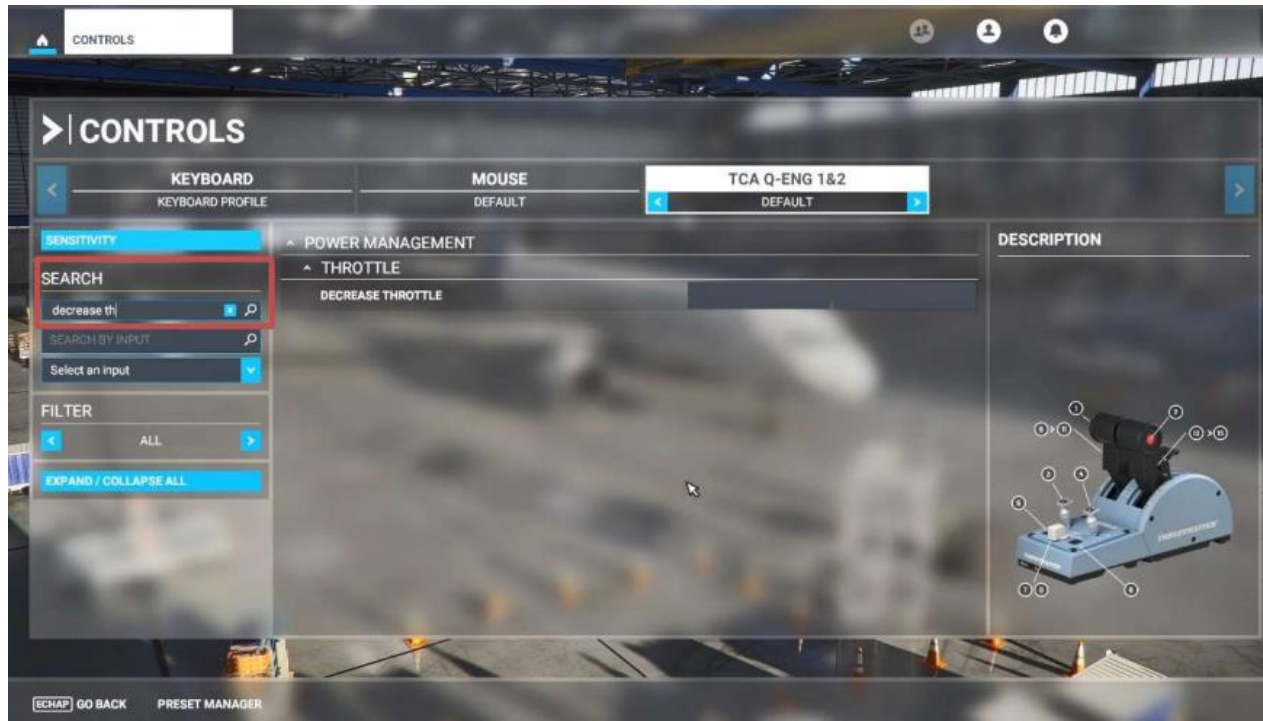 CONTROLS
CONTROLS
KEYBOARD
KEYBOARD PROFILE
MOUSE
DEFAULT
TCA Q-ENG 1&2
DEFAULT
SENSITIVITY
SEARCH
decrease th
SEARCH BY INPUT
Select an input
FILTER
ALL
EXPAND / COLLAPSE ALL
POWER MANAGEMENT
THROTTLE
DECREASE THROTTLE
DESCRIPTION
THRUSTMASTER
ECHAP GO BACK
PRESET MANAGER